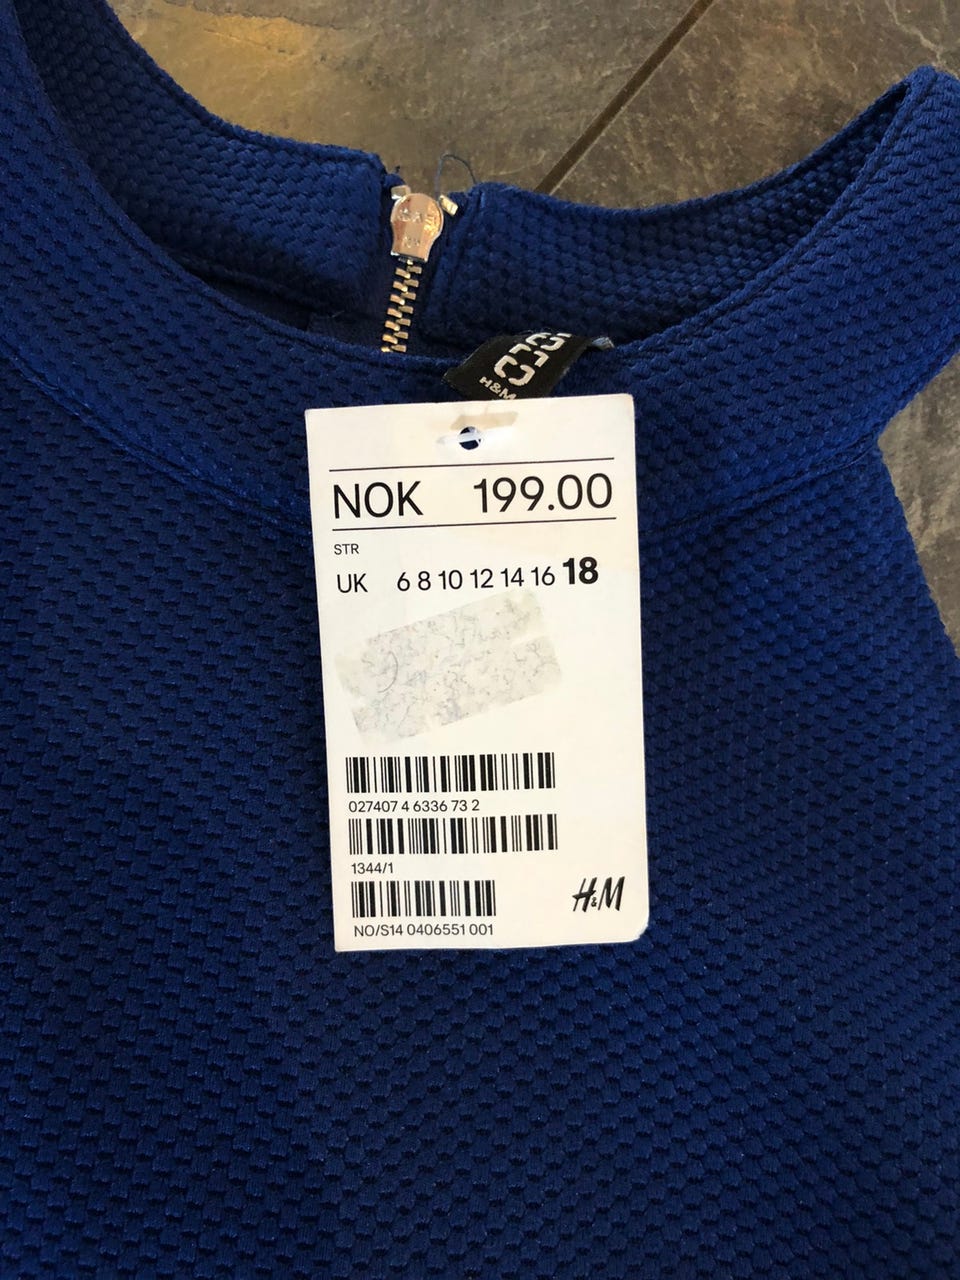 H&M
NOK 199.00
STR
UK 6 8 10 12 14 16 18
027407 4 6336 73 2
1344/1
H&M
NO/S14 0406551 001